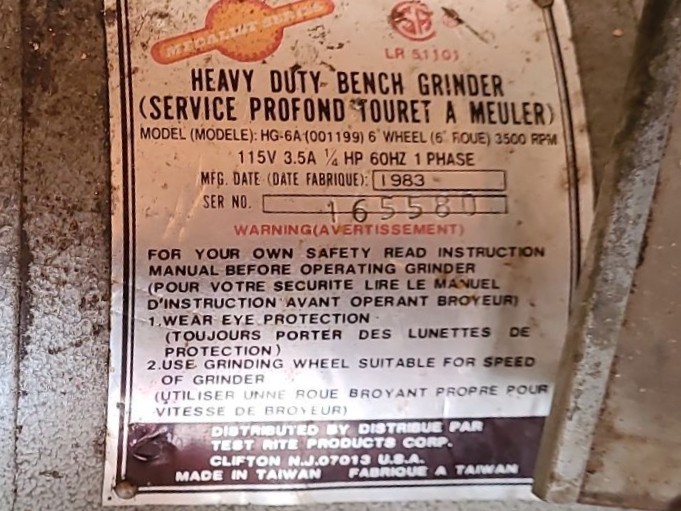 MEDALIST SERIES
LR 51101
HEAVY DUTY BENCH GRINDER
(SERVICE PROFOND TOURET A MEULER)
MODEL (MODELE): HG-6A (001199) 6" WHEEL (6" ROUE) 3500 RPM
115V 3.5A 1/4 HP 60HZ 1 PHASE
MFG. DATE (DATE FABRIQUE): 1983
SER NO. 165580
WARNING(AVERTISSEMENT)
FOR YOUR OWN SAFETY READ INSTRUCTION
MANUAL BEFORE OPERATING GRINDER
(POUR VOTRE SECURITE LIRE LE MANUEL
D'INSTRUCTION AVANT OPERANT BROYEUR)
1.WEAR EYE PROTECTION
(TOUJOURS PORTER DES LUNETTES DE
PROTECTION)
2.USE GRINDING WHEEL SUITABLE FOR SPEED
OF GRINDER
(UTILISER UNNE ROUE BROYANT PROPRE POUR
VITESSE DE BROYEUR)
DISTRIBUTED BY DISTRIBUE PAR
TEST RITE PRODUCTS CORP.
CLIFTON N.J.07013 U.S.A.
MADE IN TAIWAN FABRIQUE A TAIWAN